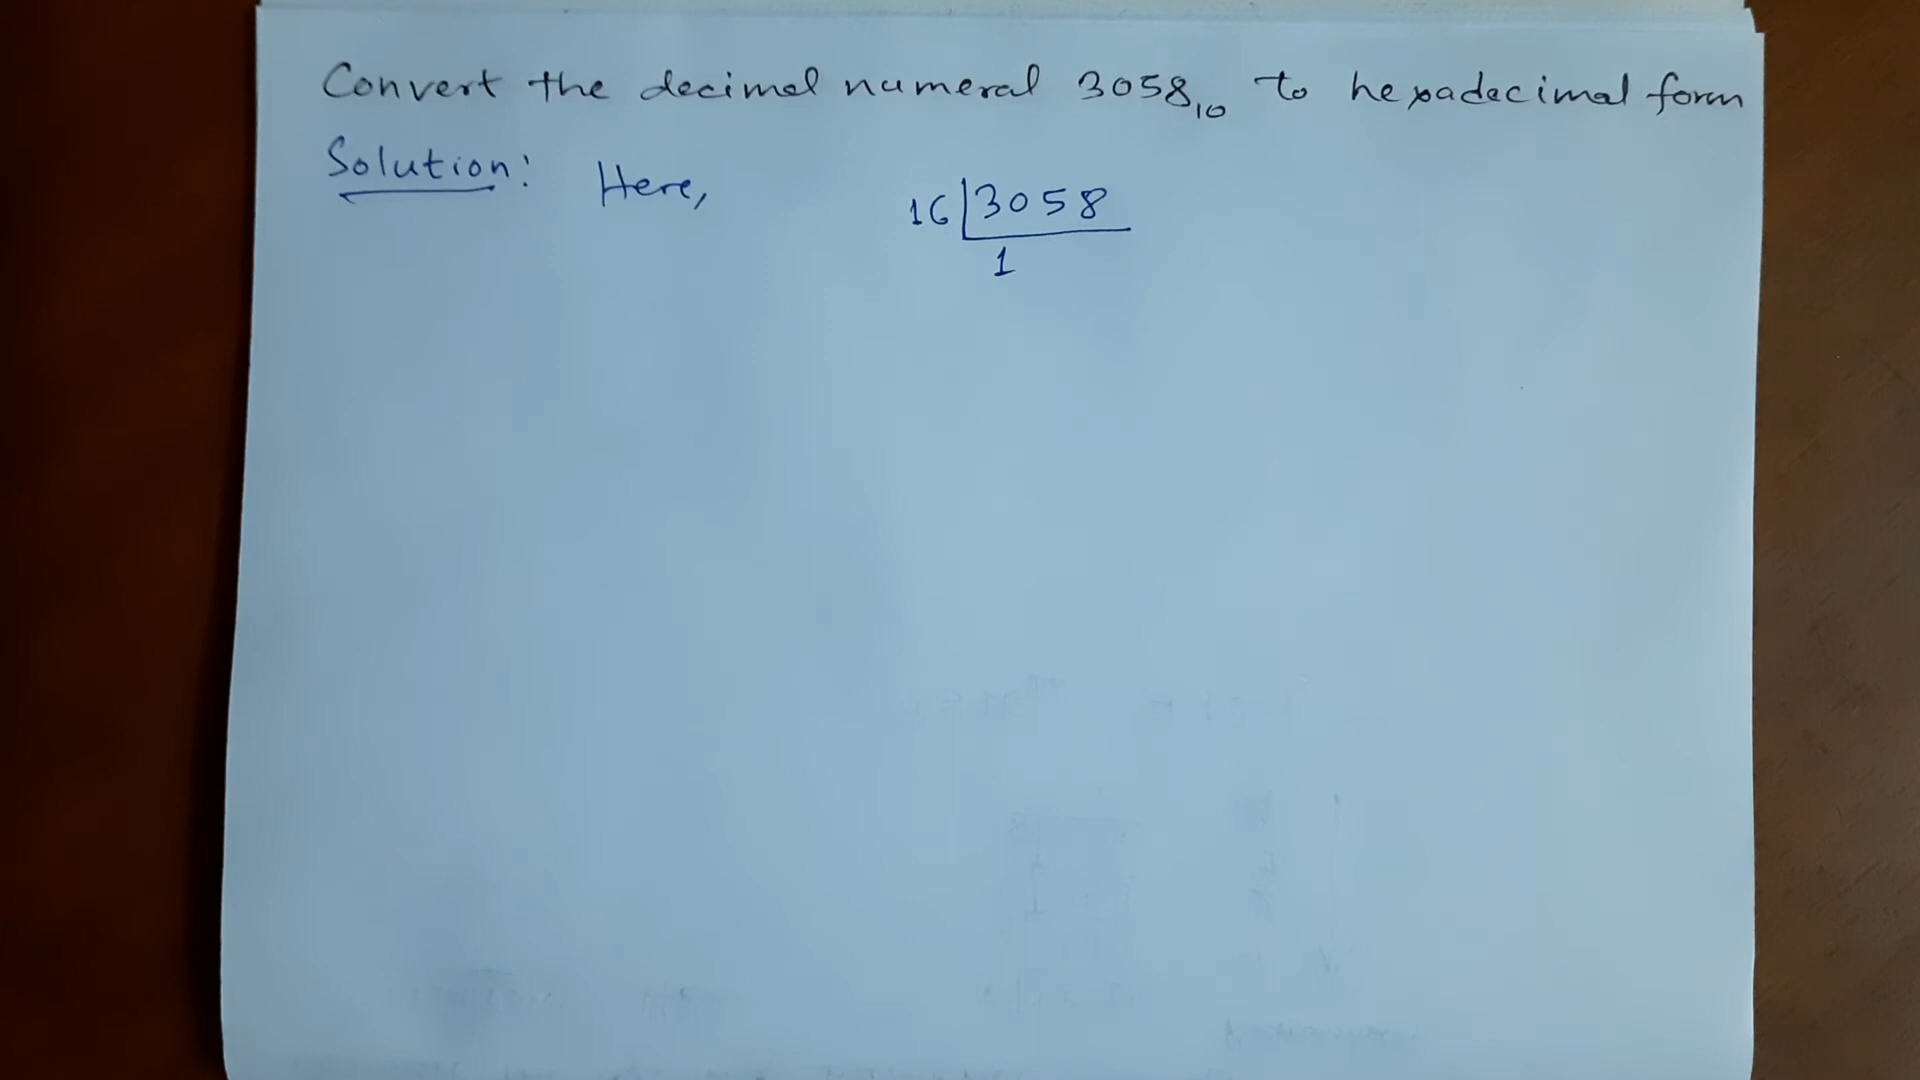 Convert the decimal numeral 3058₁₀ to hexadecimal form
Solution: Here,
16 | 3058
1